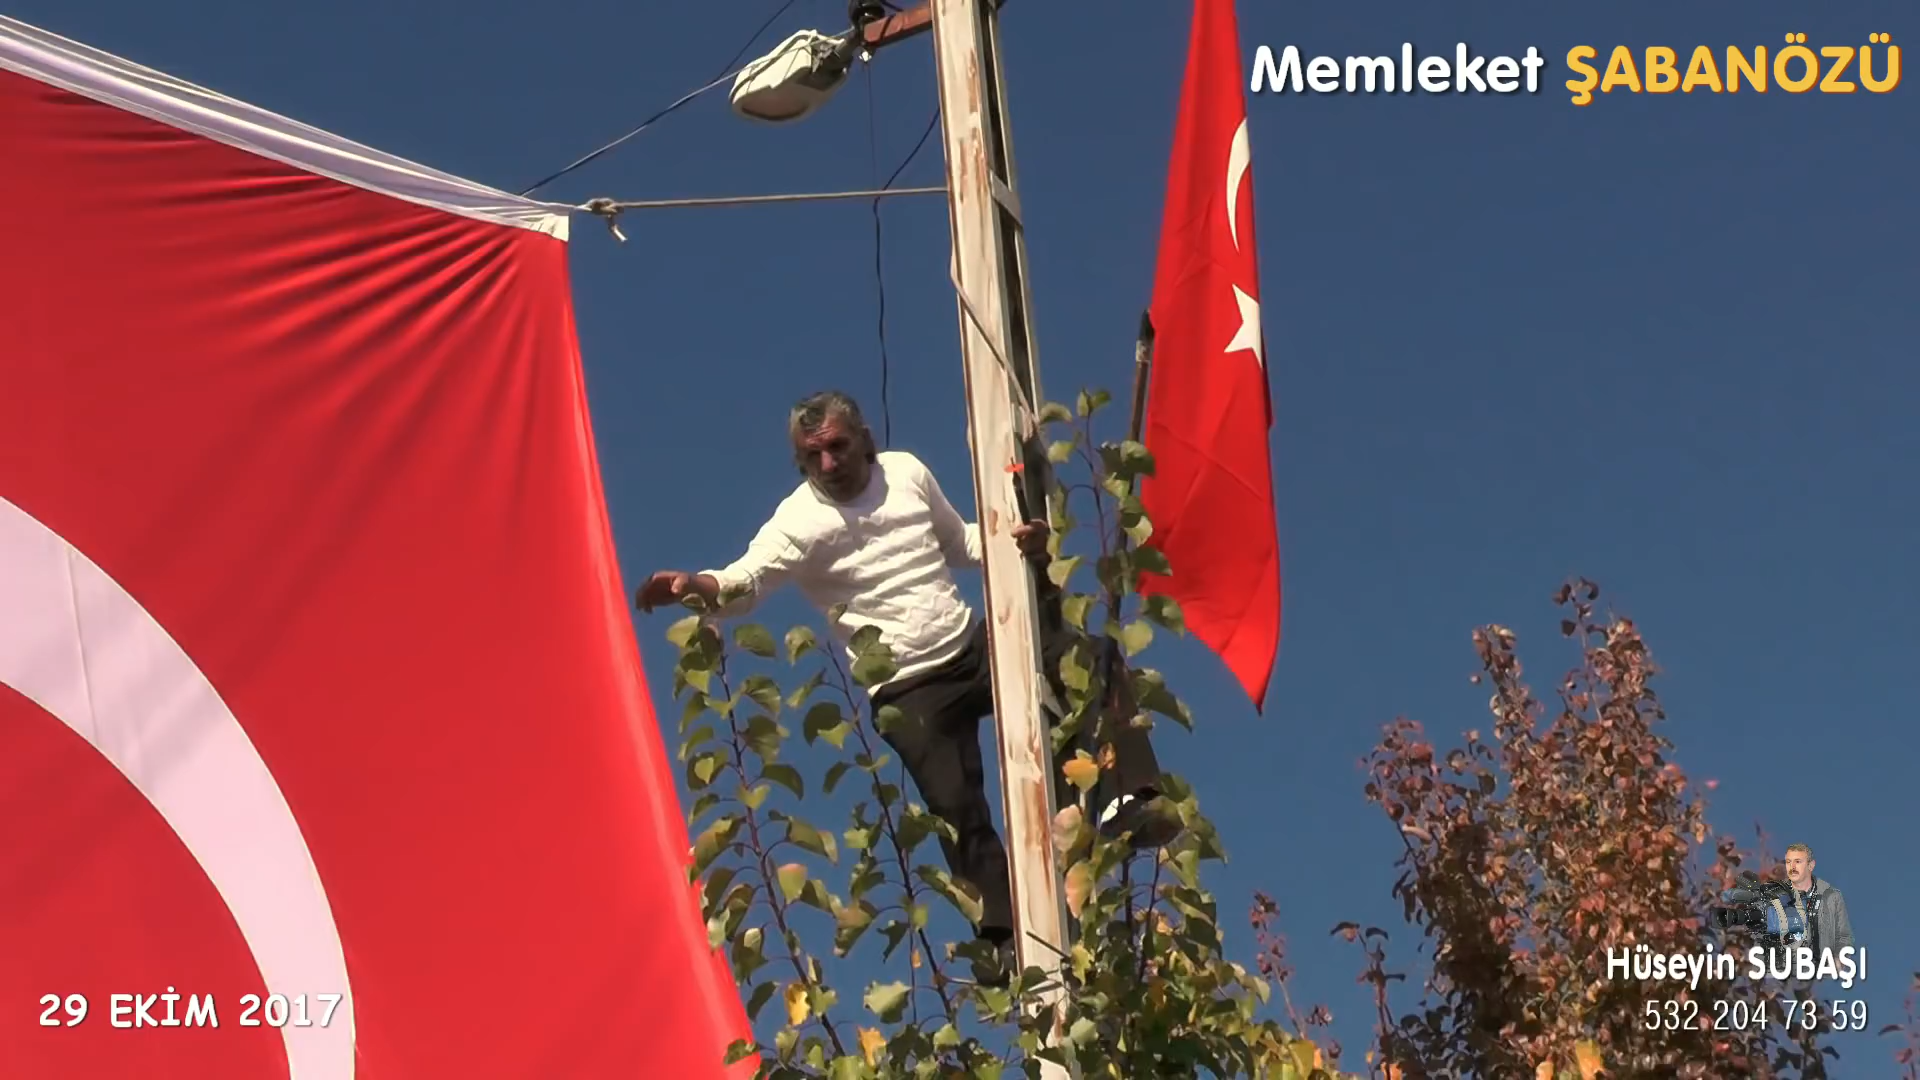 Memleket ŞABANÖZÜ
Hüseyin SUBAŞI
532 204 73 59
29 EKİM 2017